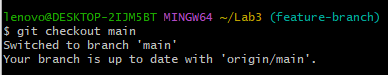 lenovo@DESKTOP-2IJM5BT MINGW64 ~/Lab3 (feature-branch)
$ git checkout main
Switched to branch 'main'
Your branch is up to date with 'origin/main'.